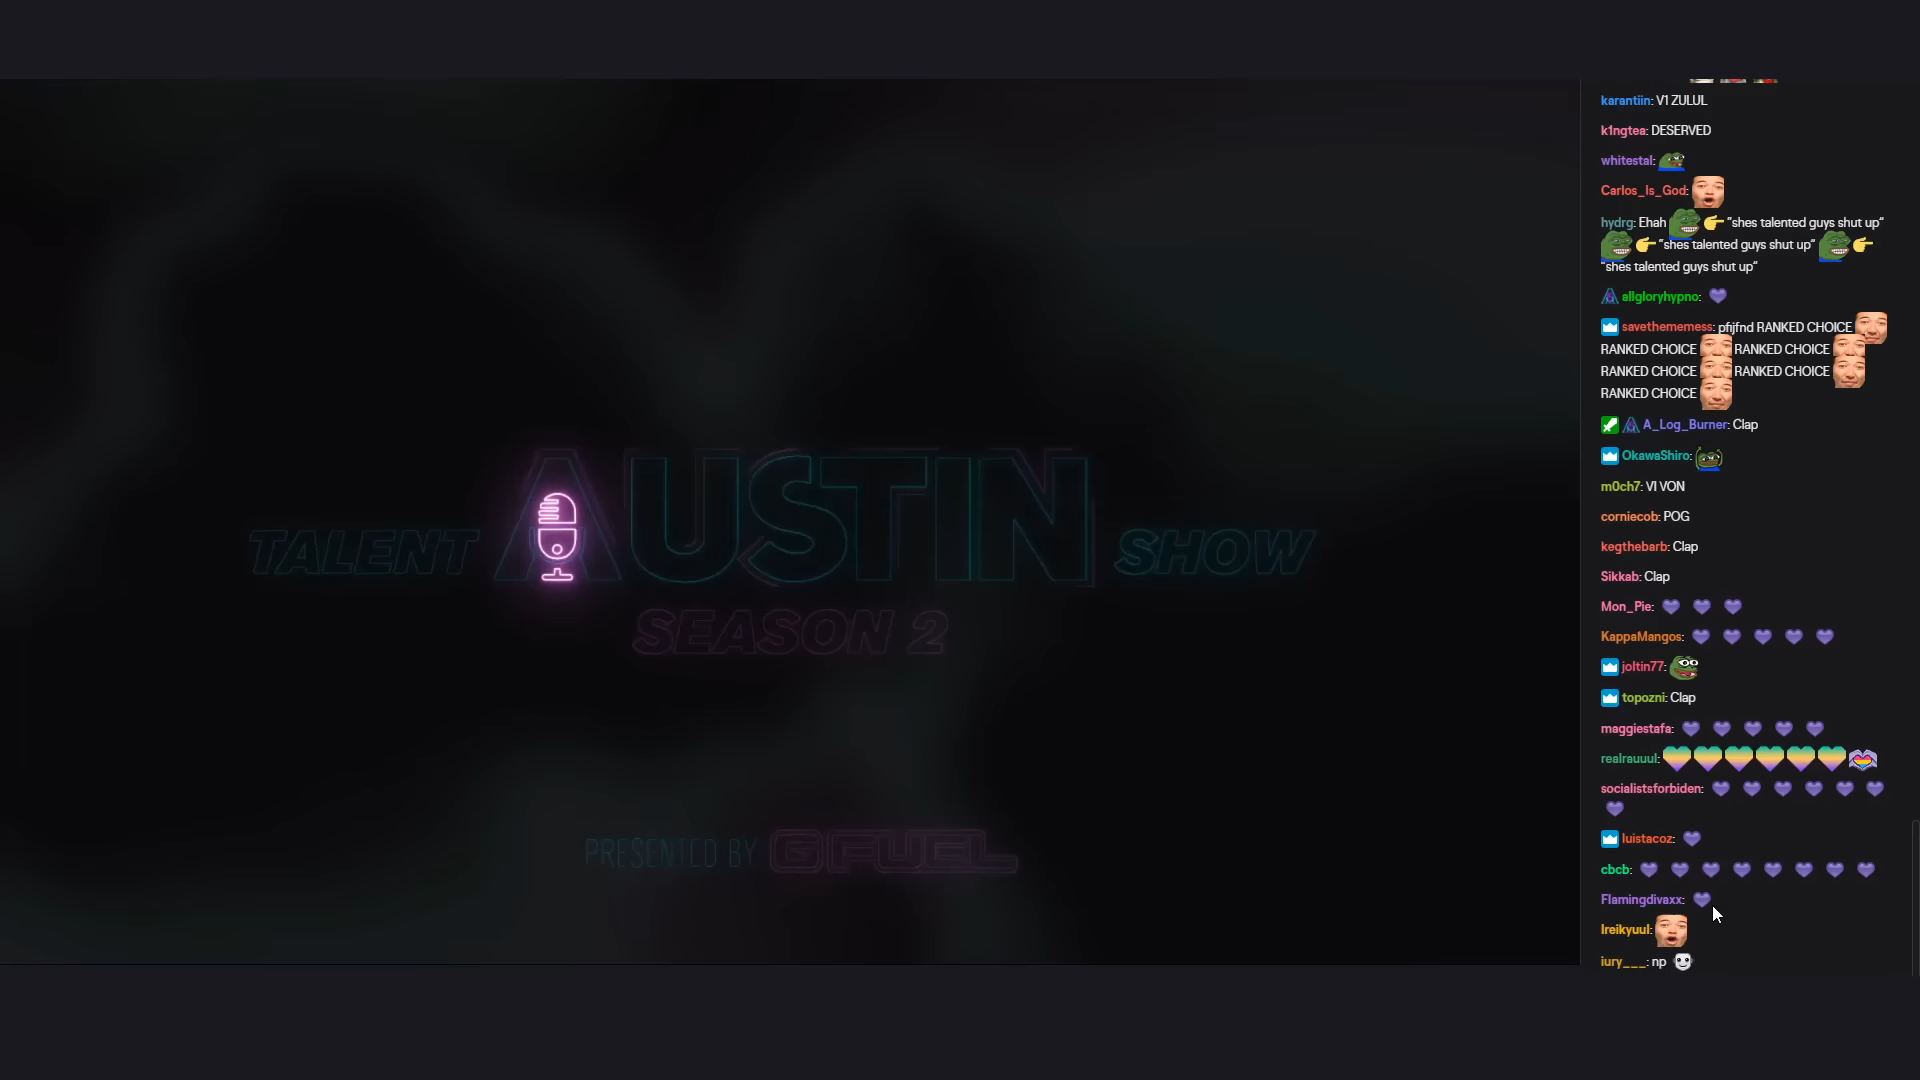 TALENT AUSTIN SHOW
SEASON 2
PRESENTED BY GFUEL
karantiin: V1 ZULUL
k1ngtea: DESERVED
whitestal:
Carlos_Is_God:
hydrg: Ehah “shes talented guys shut up”
“shes talented guys shut up”
“shes talented guys shut up”
allgloryhypno:
savethememess: pfijfnd RANKED CHOICE
RANKED CHOICE RANKED CHOICE
RANKED CHOICE RANKED CHOICE
RANKED CHOICE
A_Log_Burner: Clap
OkawaShiro:
m0ch7: VI VON
corniecob: POG
kegthebarb: Clap
Sikkab: Clap
Mon_Pie:
KappaMangos:
joltin77:
topozni: Clap
maggiestafa:
realrauuul:
socialistsforbiden:
luistacoz:
cbcb:
Flamingdivaxx:
Ireikyuul:
iury___: np